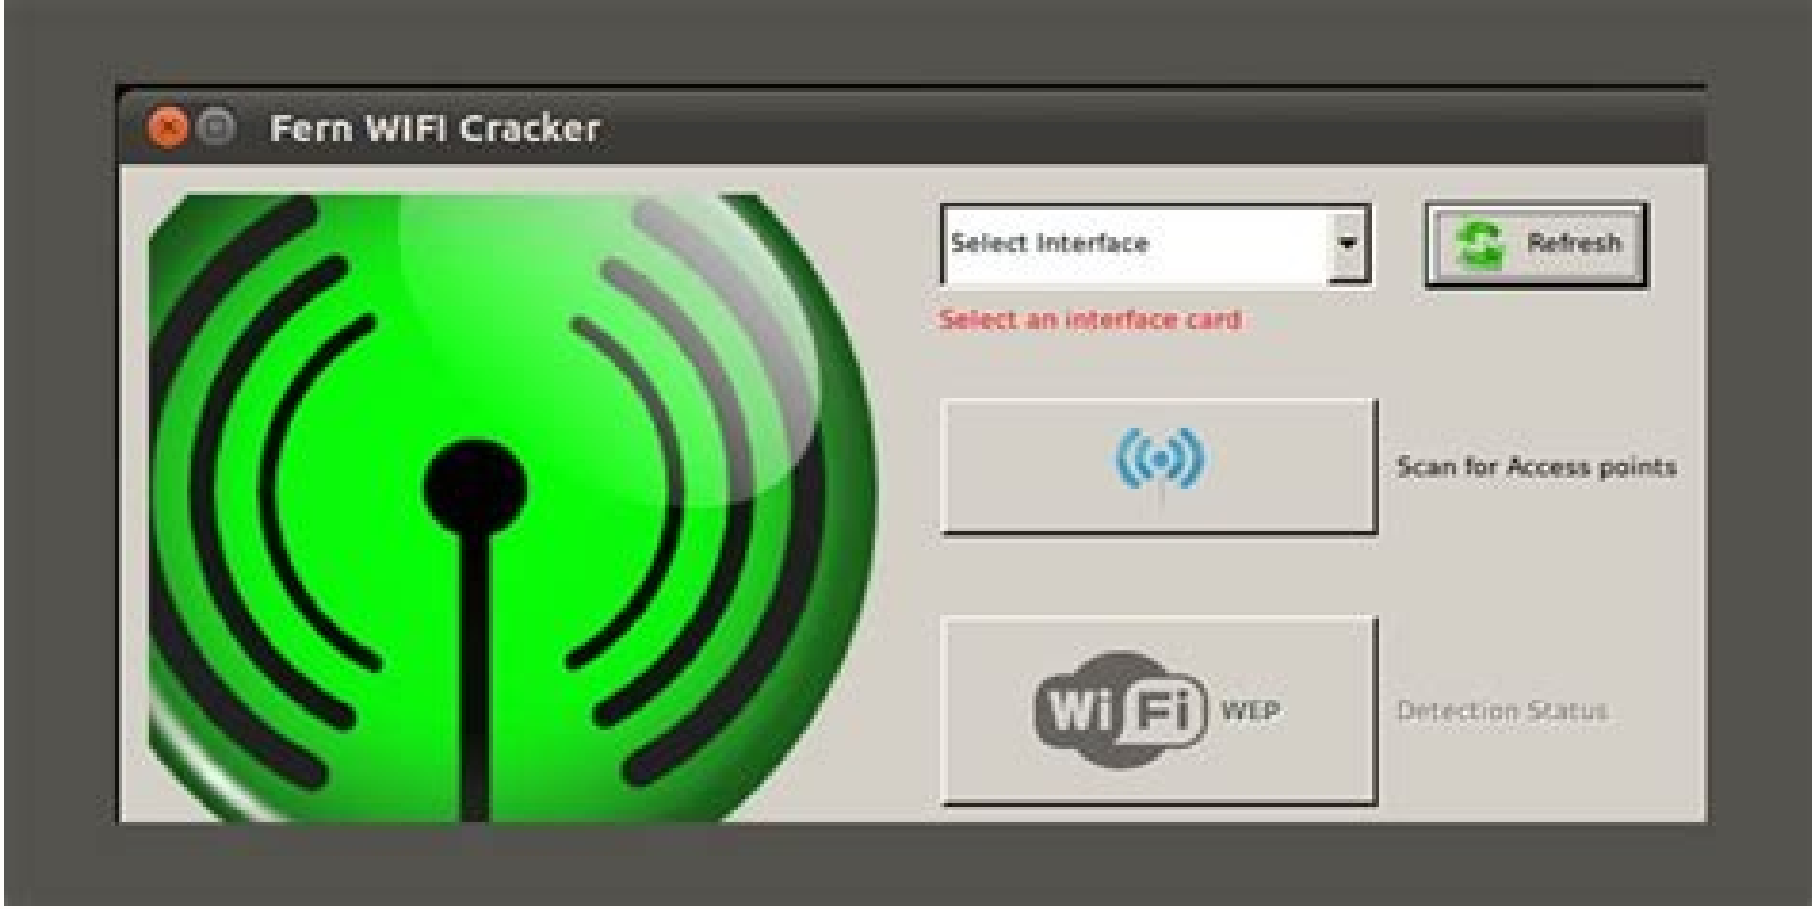 Fern WIFI Cracker
Select Interface
Refresh
Select an interface card
Scan for Access points
WiFi WEP
Detection Status